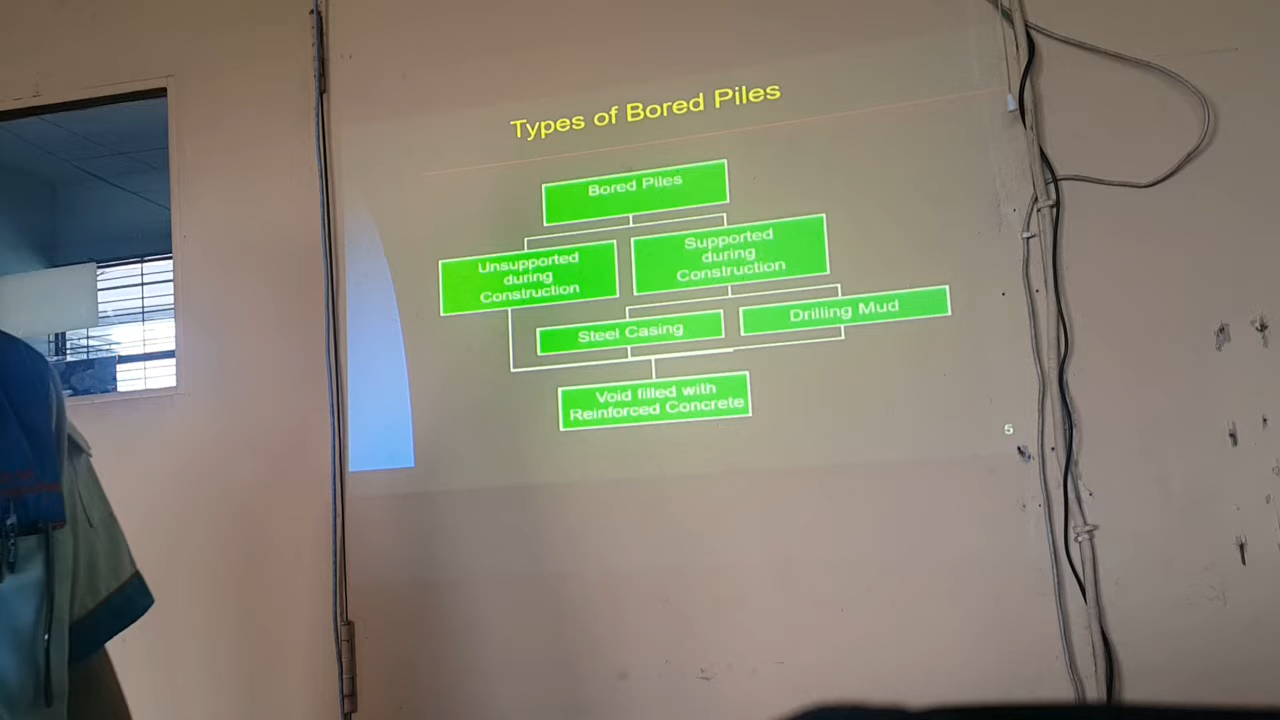 Types of Bored Piles
Bored Piles
Unsupported
during
Construction
Supported
during
Construction
Steel Casing
Drilling Mud
Void filled with
Reinforced Concrete
5